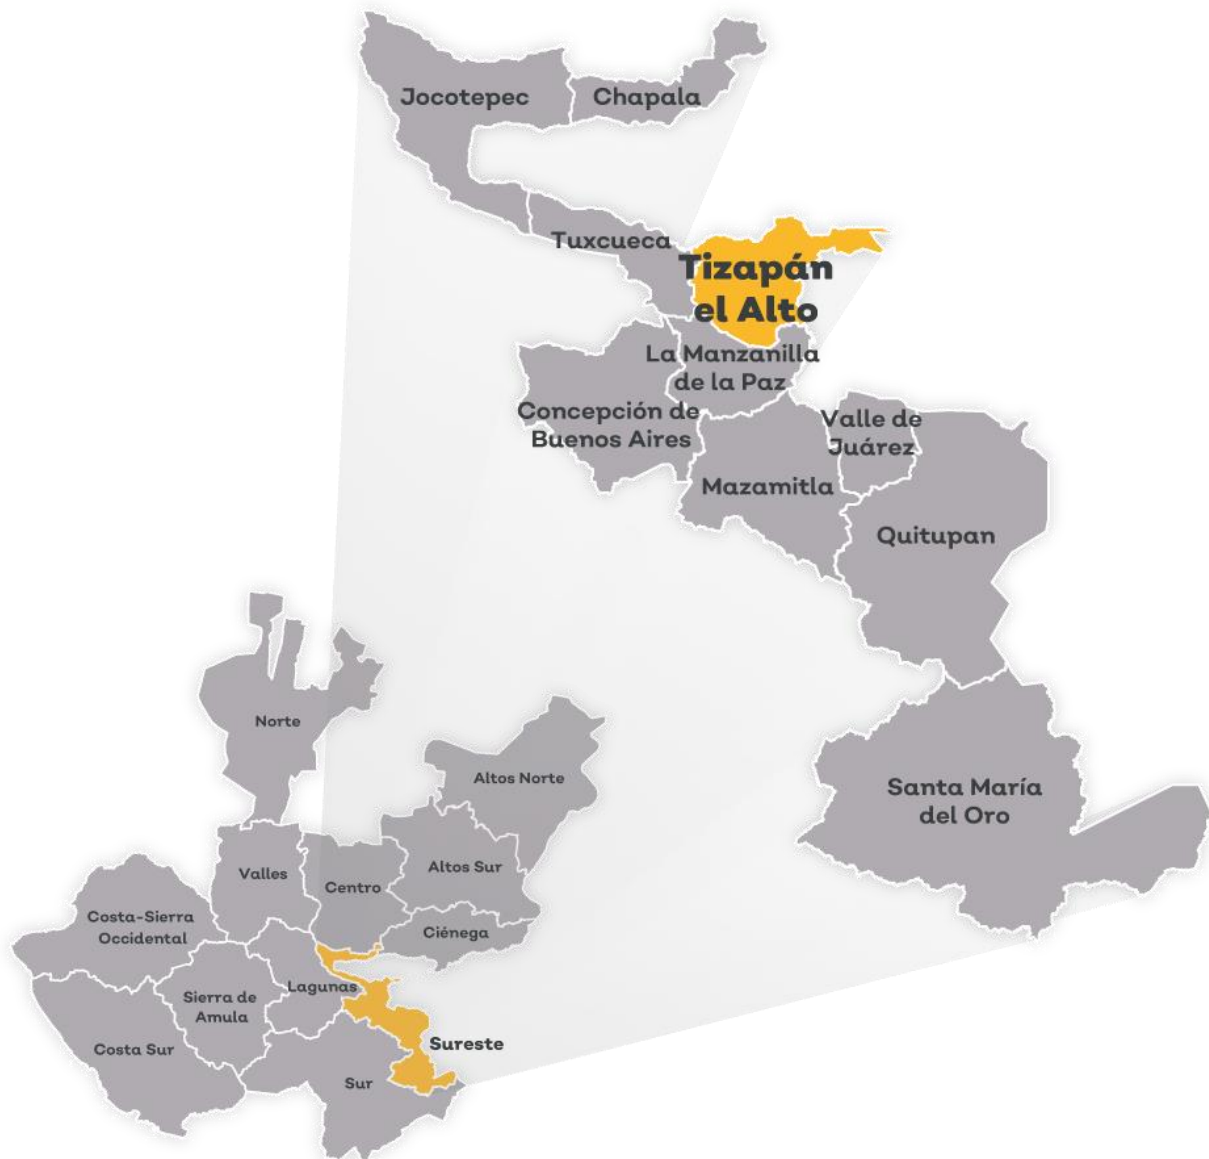 Jocotepec
Chapala
Tuxcueca
Tizapán
el Alto
La Manzanilla
de la Paz
Concepción de
Buenos Aires
Valle de
Juárez
Mazamitla
Quitupan
Santa María
del Oro
Norte
Altos Norte
Valles
Centro
Altos Sur
Costa-Sierra
Occidental
Ciénega
Lagunas
Sierra de
Amula
Costa Sur
Sureste
Sur